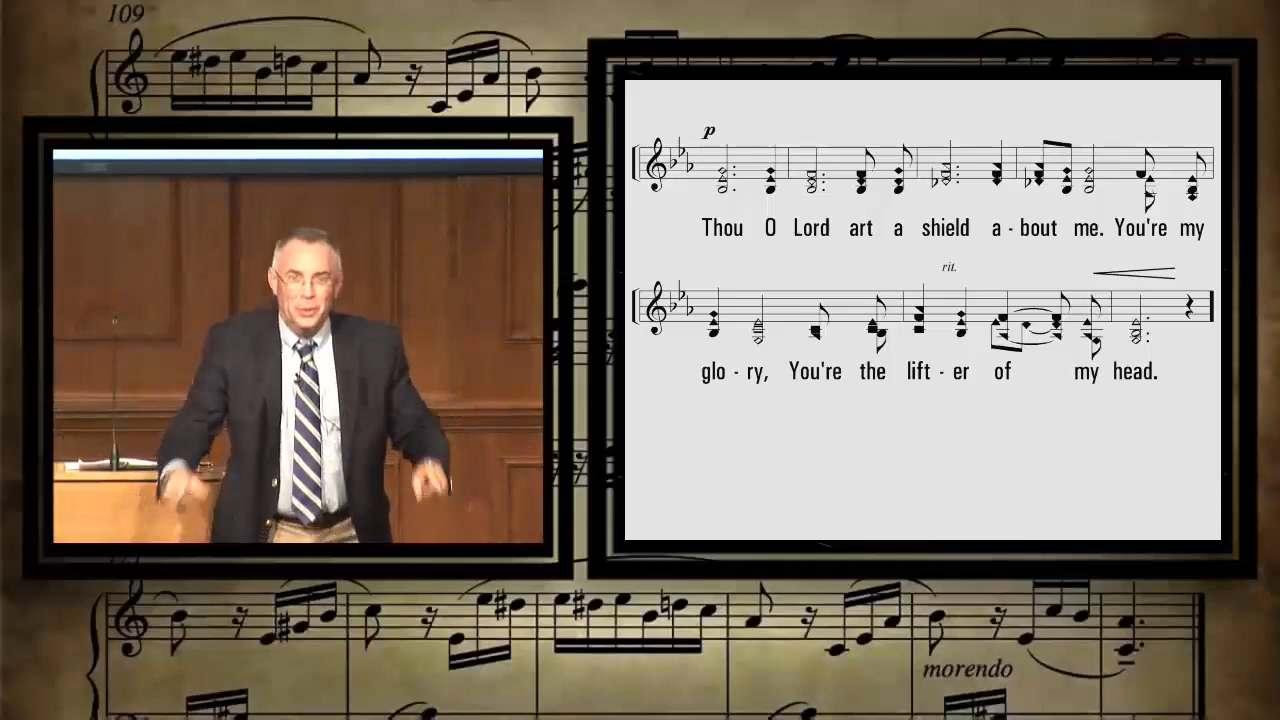 109
p
Thou O Lord art a shield a - bout me. You're my
rit.
glo - ry, You're the lift - er of my head.
morendo